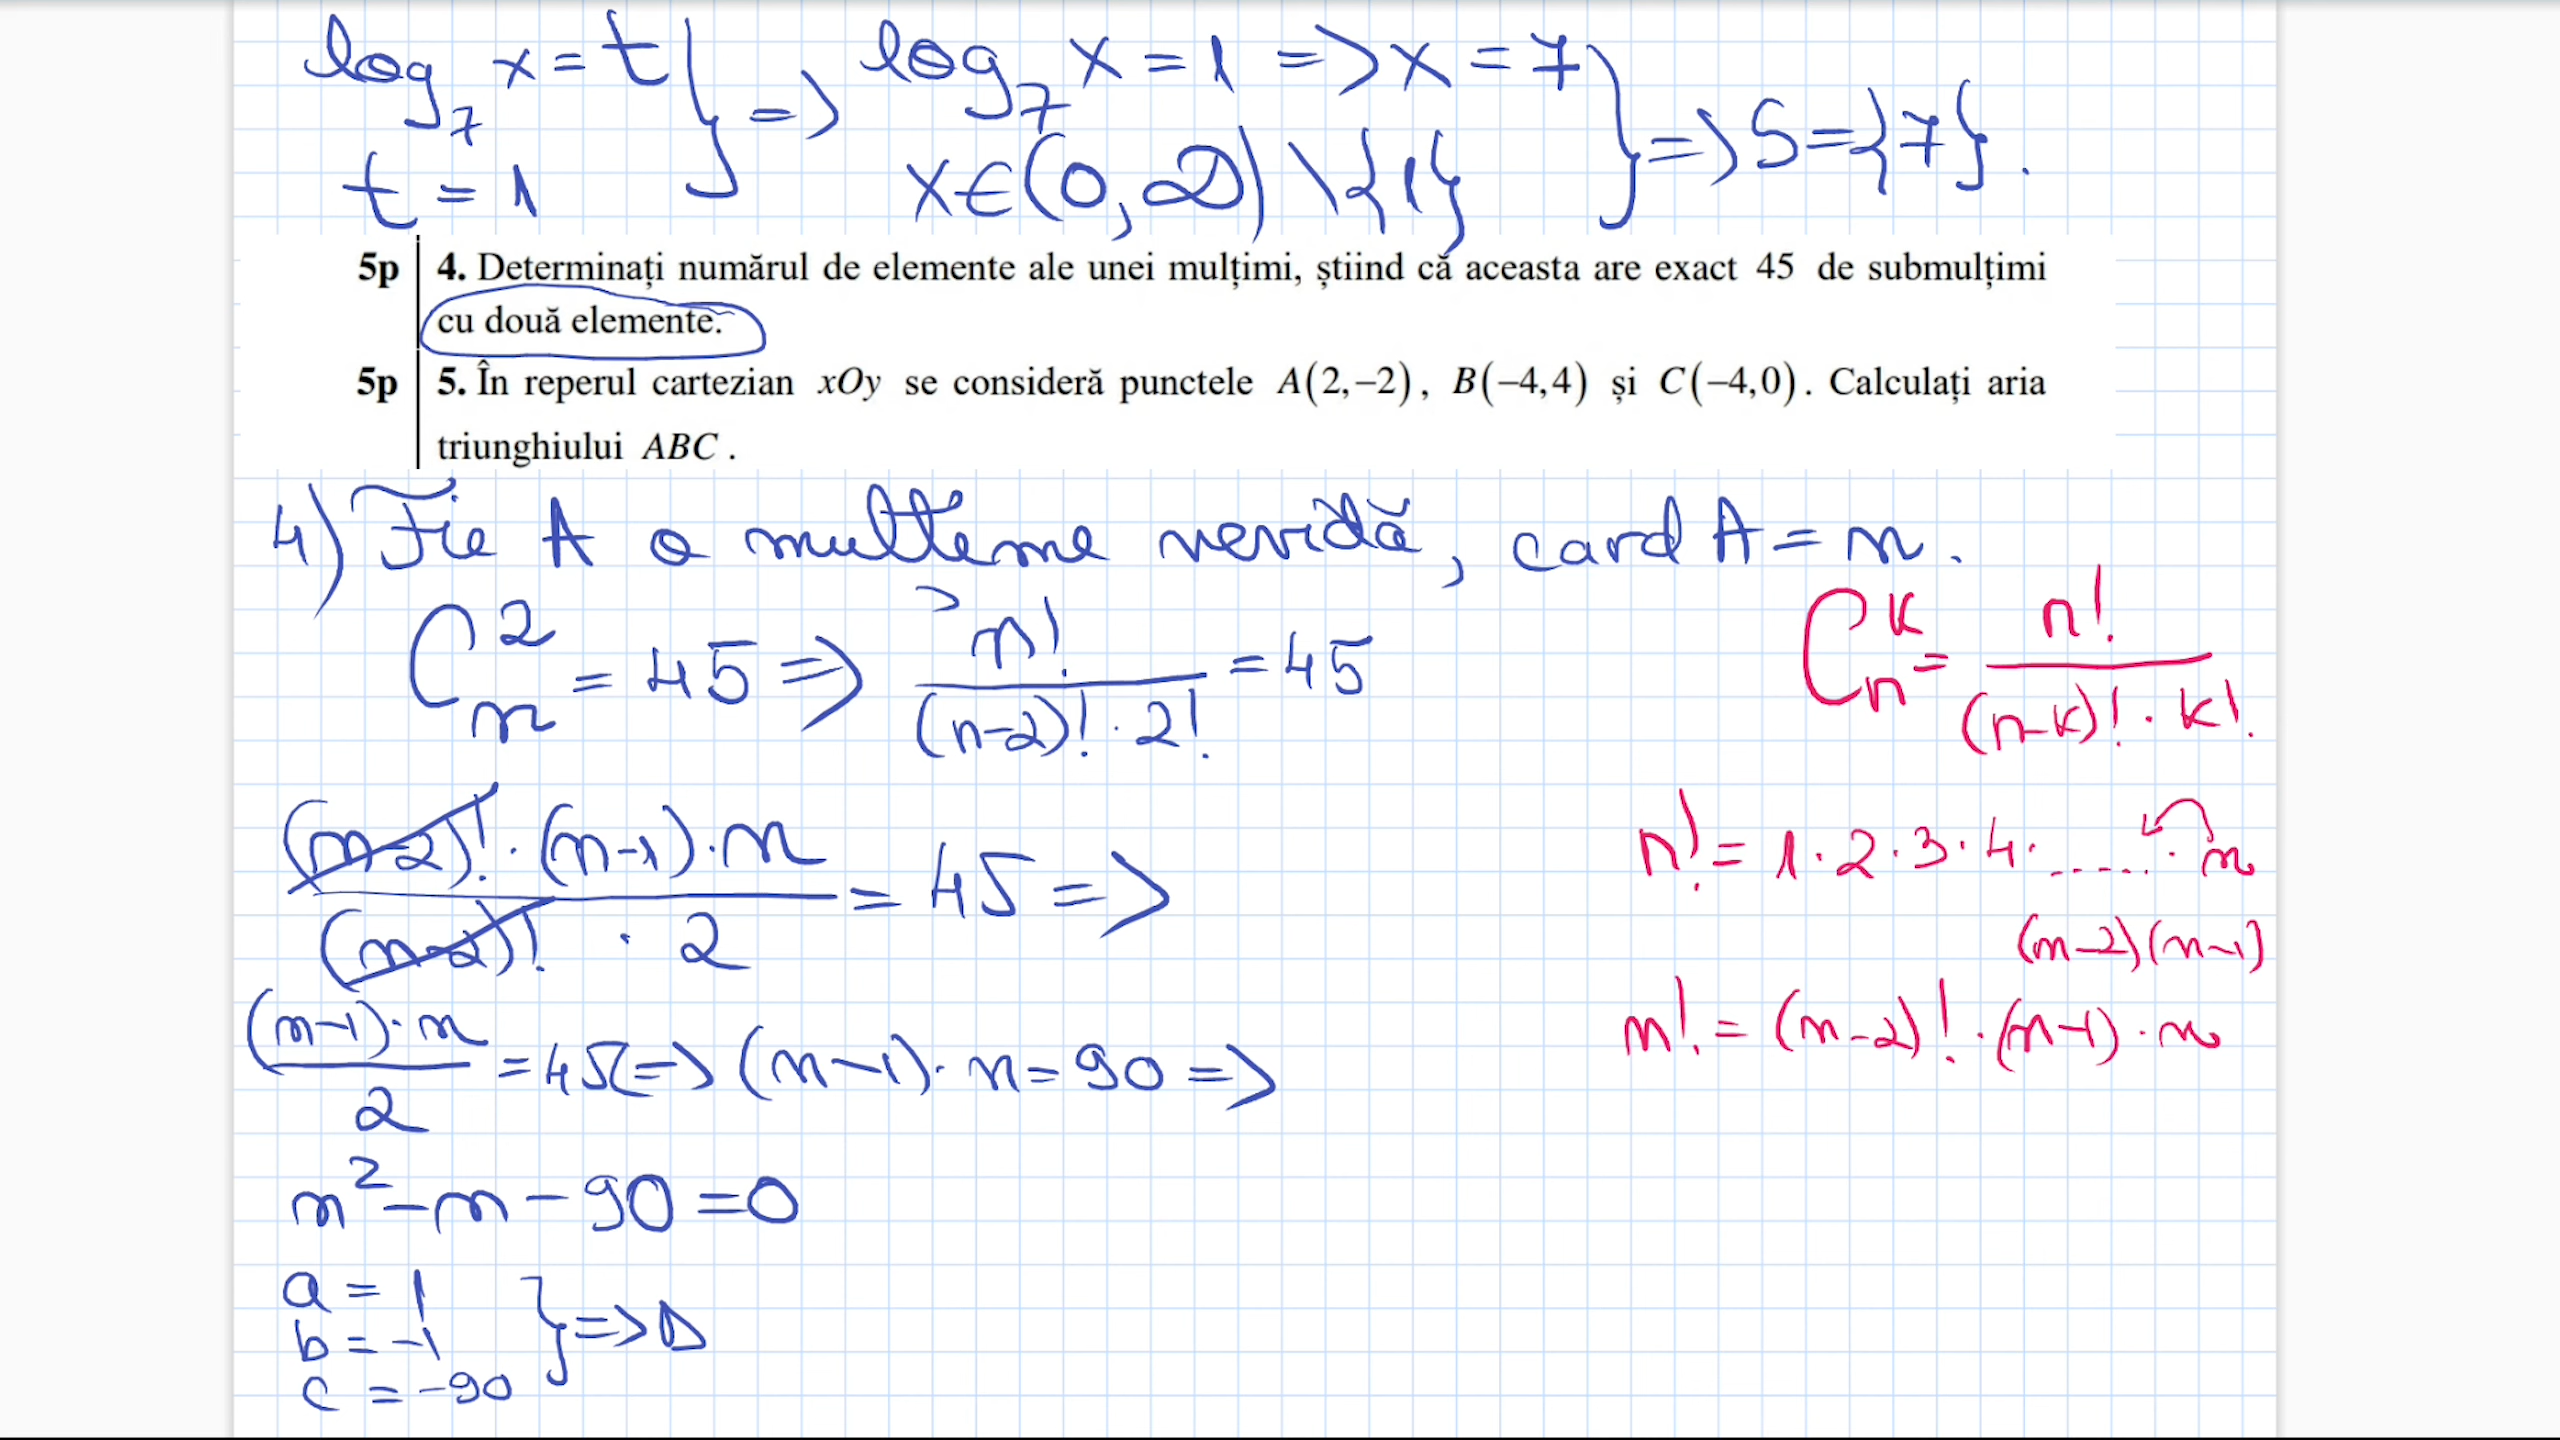 log₇ x = t } => log₇ x = 1 => x = 7 } => S = {7}.
t = 1 x ∈ (0, ∞) \ {1}
5p 4. Determinați numărul de elemente ale unei mulțimi, știind că aceasta are exact 45 de submulțimi
cu două elemente.
5p 5. În reperul cartezian xOy se consideră punctele A(2,−2), B(−4,4) și C(−4,0). Calculați aria
triunghiului ABC.
4) Fie A o mulțime nevidă, card A = n.
C_n^2 = 45 => n! / ((n-2)! · 2!) = 45
C_n^k = n! / ((n-k)! · k!)
(n-2)! · (n-1) · n / ((n-2)! · 2) = 45 =>
n! = 1 · 2 · 3 · 4 · ..... · n
(n-2)(n-1)
(n-1) · n / 2 = 45 => (n-1) · n = 90 =>
n! = (n-2)! · (n-1) · n
n² - n - 90 = 0
a = 1
b = -1 } => Δ
c = -90